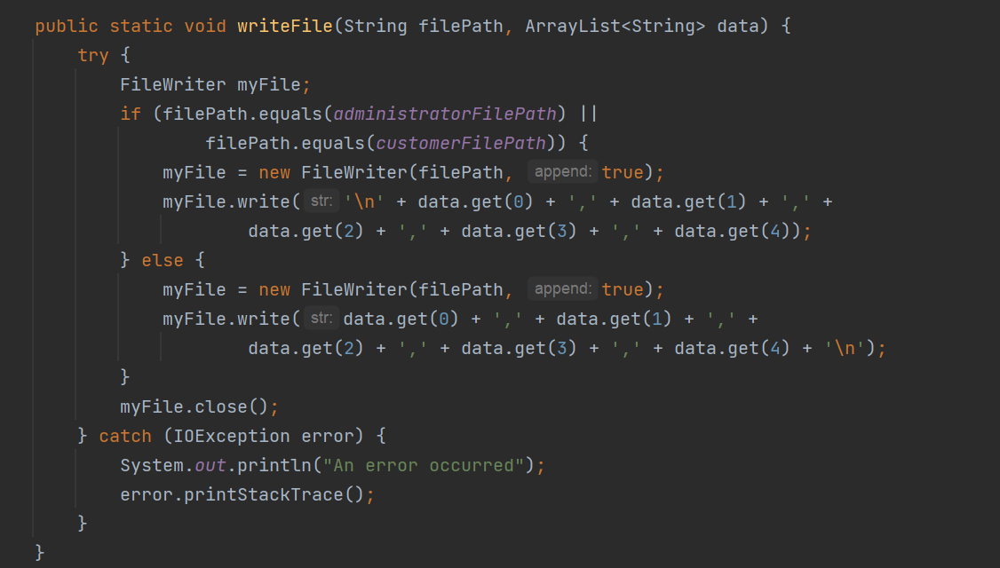 public static void writeFile(String filePath, ArrayList<String> data) {
    try {
        FileWriter myFile;
        if (filePath.equals(administratorFilePath) ||
                filePath.equals(customerFilePath)) {
            myFile = new FileWriter(filePath, append: true);
            myFile.write( str: '\n' + data.get(0) + ',' + data.get(1) + ',' +
                    data.get(2) + ',' + data.get(3) + ',' + data.get(4));
        } else {
            myFile = new FileWriter(filePath, append: true);
            myFile.write( str: data.get(0) + ',' + data.get(1) + ',' +
                    data.get(2) + ',' + data.get(3) + ',' + data.get(4) + '\n');
        }
        myFile.close();
    } catch (IOException error) {
        System.out.println("An error occurred");
        error.printStackTrace();
    }
}